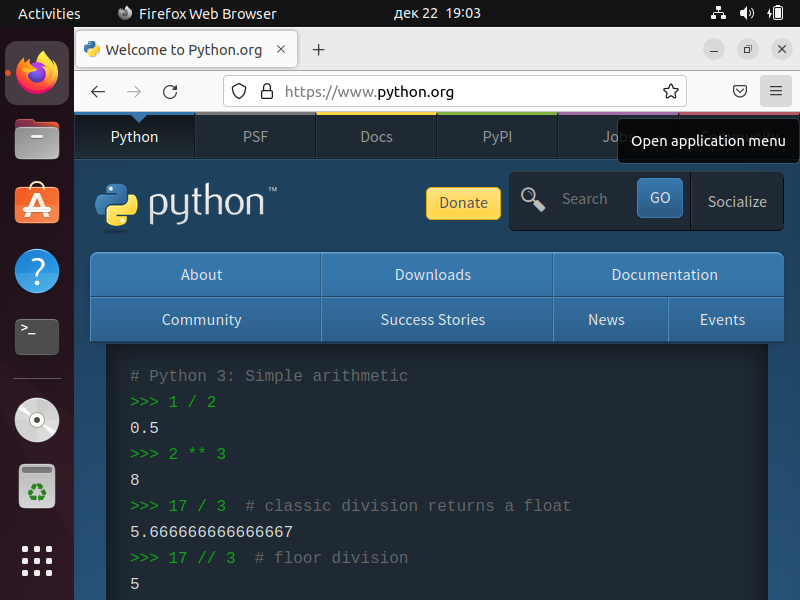 Activities
Firefox Web Browser
дек 22 19:03
Welcome to Python.org
https://www.python.org
Python
PSF
Docs
PyPI
Open application menu
python™
Donate
Search
GO
Socialize
About
Downloads
Documentation
Community
Success Stories
News
Events
# Python 3: Simple arithmetic
>>> 1 / 2
0.5
>>> 2 ** 3
8
>>> 17 / 3 # classic division returns a float
5.666666666666667
>>> 17 // 3 # floor division
5